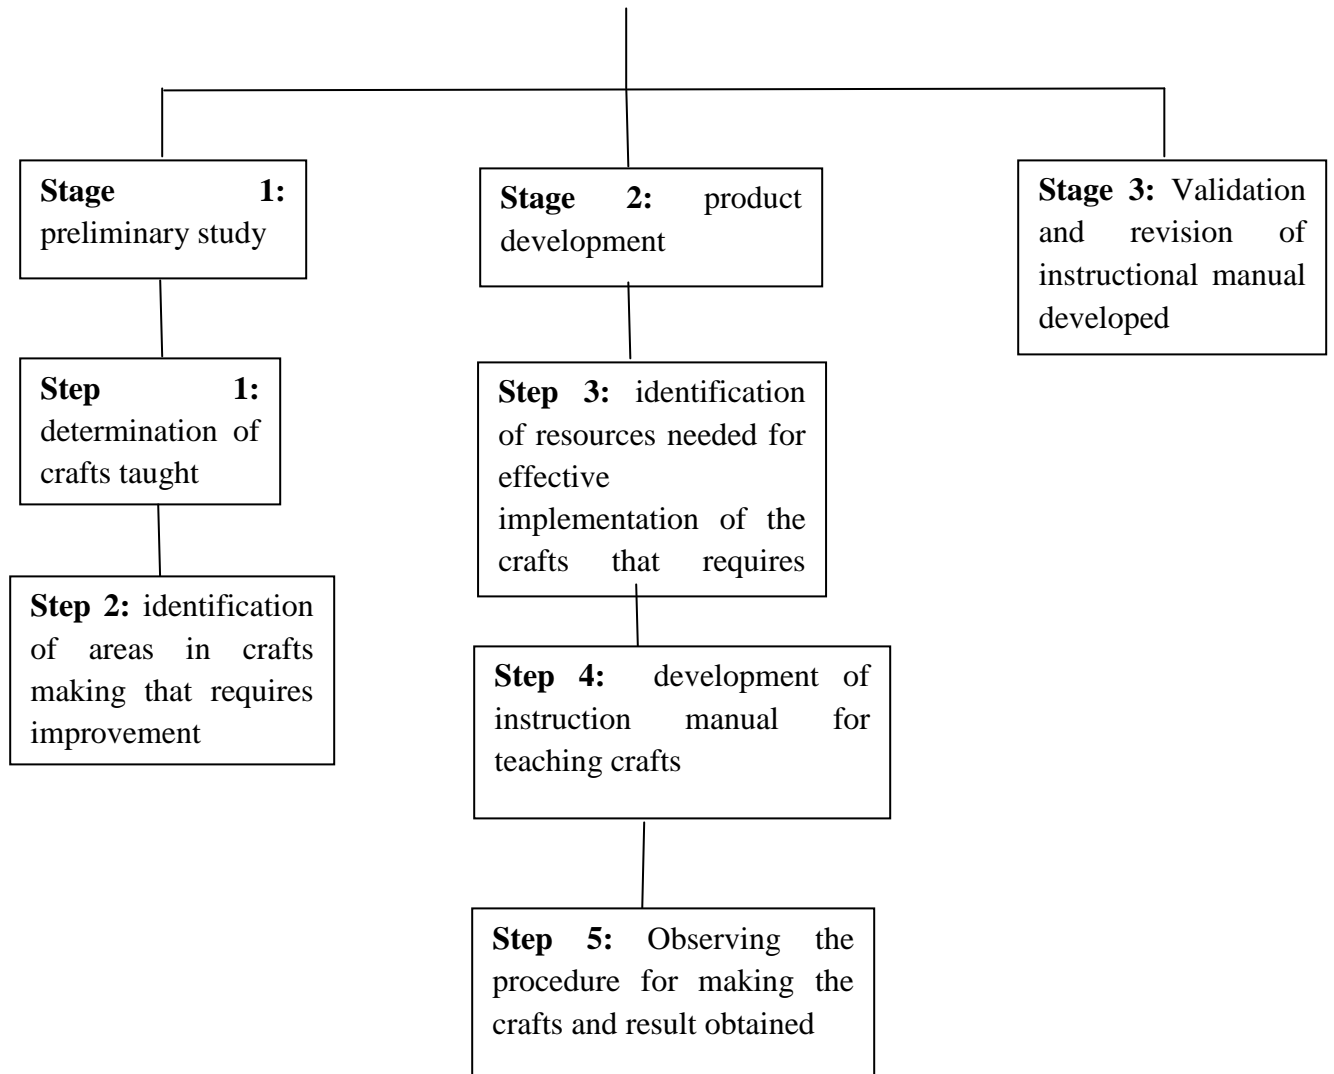 Stage 1:
preliminary study
Step 1:
determination of
crafts taught
Step 2: identification
of areas in crafts
making that requires
improvement
Stage 2: product
development
Step 3: identification
of resources needed for
effective
implementation of the
crafts that requires
Step 4: development of
instruction manual for
teaching crafts
Step 5: Observing the
procedure for making the
crafts and result obtained
Stage 3: Validation
and revision of
instructional manual
developed